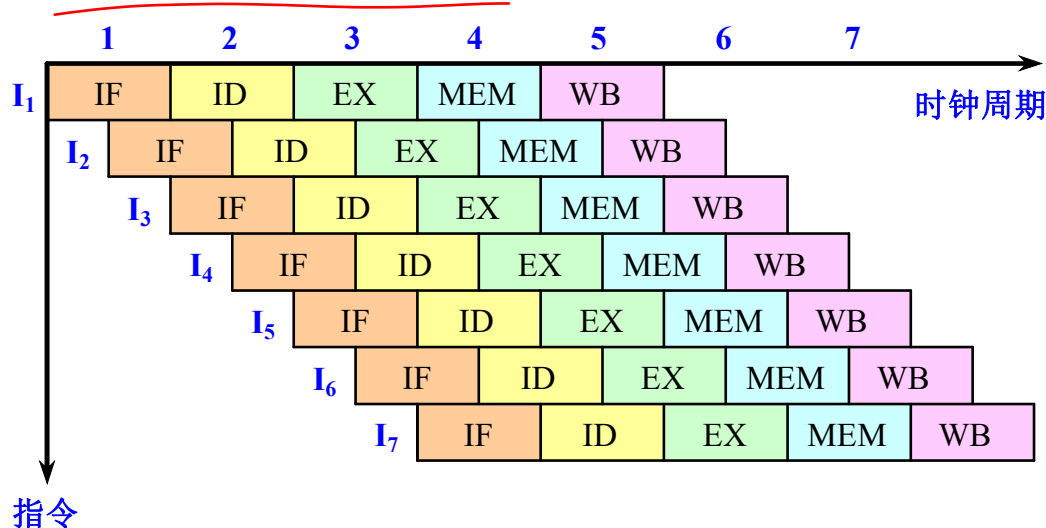 1 2 3 4 5 6 7
I₁ IF ID EX MEM WB
时钟周期
I₂ IF ID EX MEM WB
I₃ IF ID EX MEM WB
I₄ IF ID EX MEM WB
I₅ IF ID EX MEM WB
I₆ IF ID EX MEM WB
I₇ IF ID EX MEM WB
指令